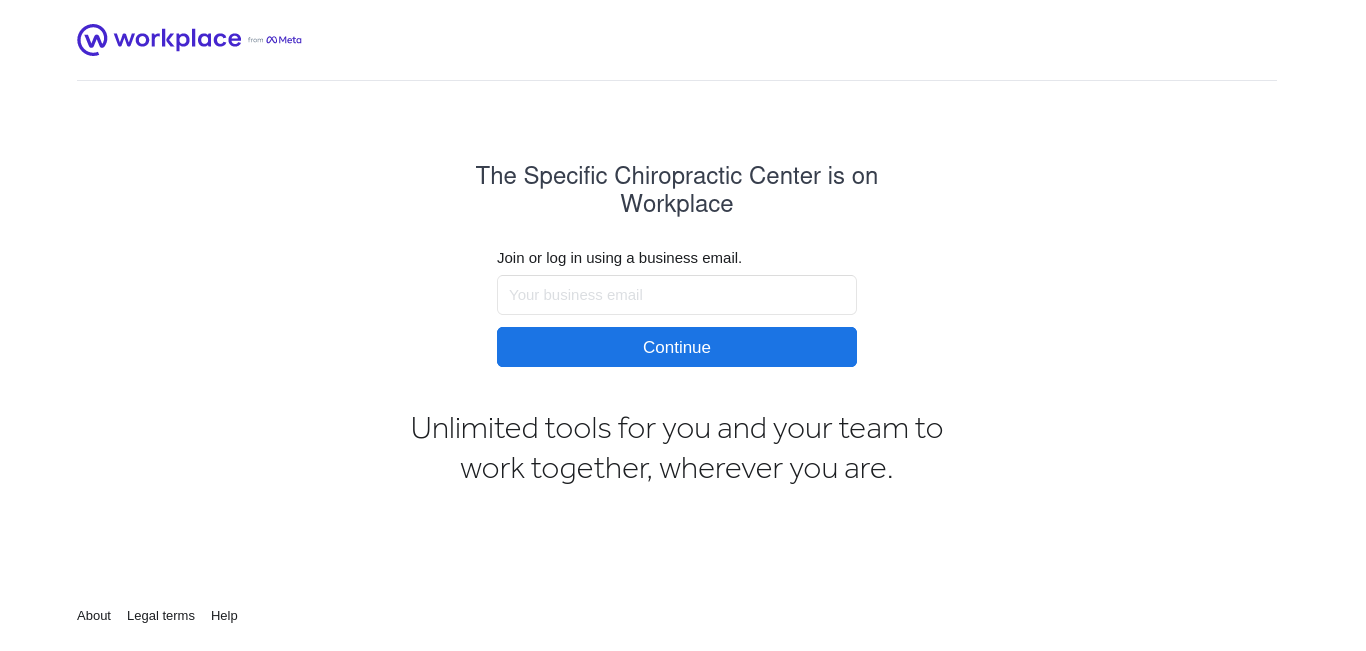 workplace from Meta
The Specific Chiropractic Center is on
Workplace
Join or log in using a business email.
Your business email
Continue
Unlimited tools for you and your team to
work together, wherever you are.
About Legal terms Help